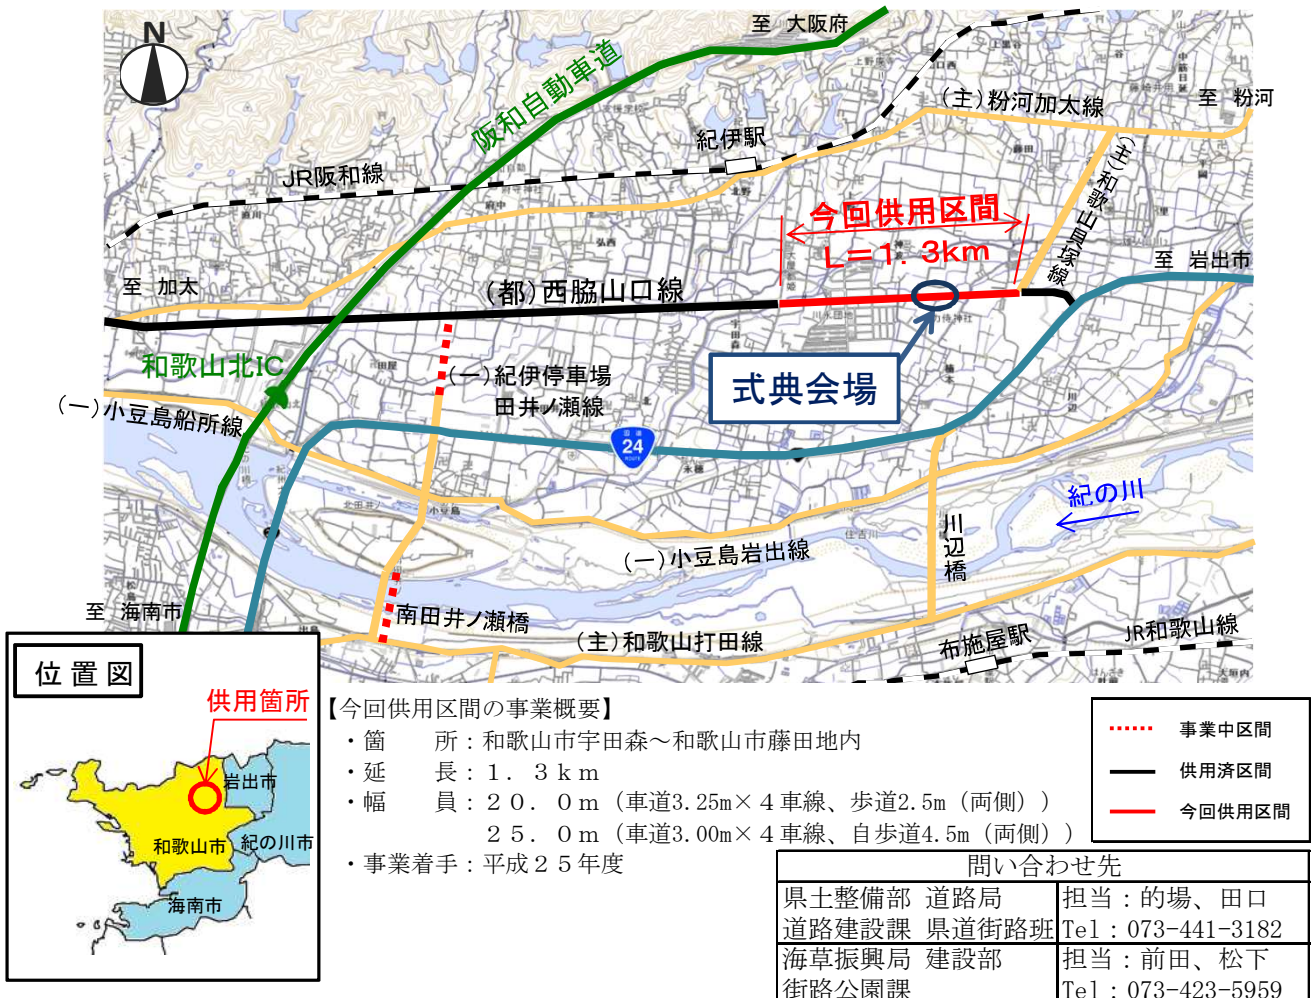 N
至 大阪府
阪和自動車道
(主)粉河加太線
至 粉河
紀伊駅
JR阪和線
(主)和歌山貝塚線
今回供用区間
L=1.3km
至 岩出市
至 加太
(都)西脇山口線
和歌山北IC
(一)紀伊停車場
田井ノ瀬線
式典会場
(一)小豆島船所線
国道
24
ROUTE
紀の川
川辺橋
(一)小豆島岩出線
至 海南市
南田井ノ瀬橋
(主)和歌山打田線
布施屋駅
JR和歌山線
位置図
供用箇所
岩出市
和歌山市
紀の川市
海南市
【今回供用区間の事業概要】
・箇　所:和歌山市宇田森~和歌山市藤田地内
・延　長:1.3km
・幅　員:20.0m(車道3.25m×4車線、歩道2.5m(両側))
25.0m(車道3.00m×4車線、自歩道4.5m(両側))
・事業着手:平成25年度
事業中区間
供用済区間
今回供用区間
問い合わせ先
県土整備部 道路局 担当:的場、田口
道路建設課 県道街路班 Tel:073-441-3182
海草振興局 建設部 担当:前田、松下
街路公園課 Tel:073-423-5959